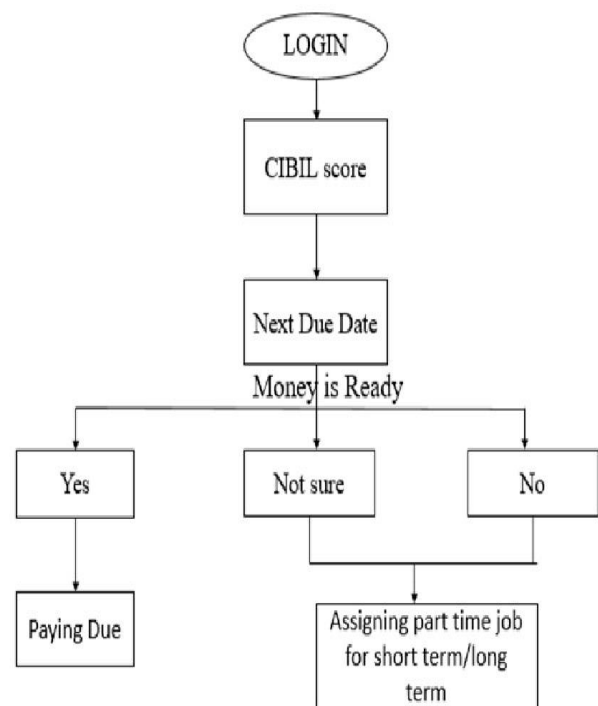 LOGIN
CIBIL score
Next Due Date
Money is Ready
Yes
Not sure
No
Paying Due
Assigning part time job
for short term/long
term